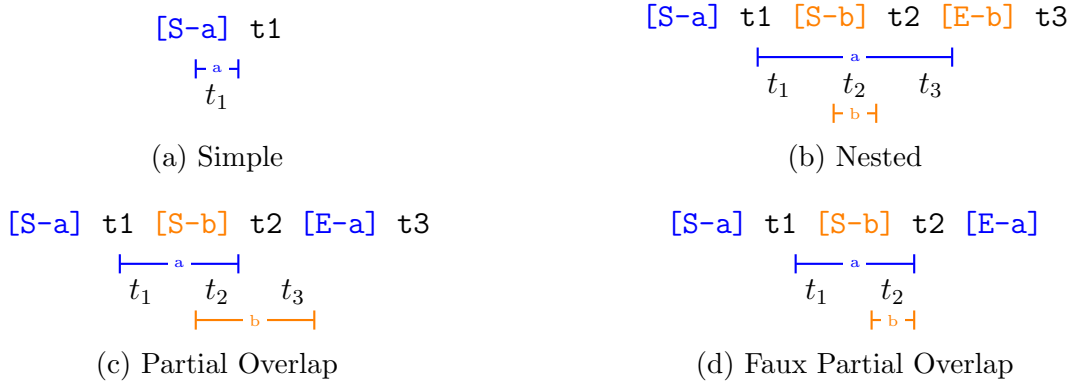 [S-a] t1
a
t1
(a) Simple
[S-a] t1 [S-b] t2 [E-b] t3
a
t1 t2 t3
b
(b) Nested
[S-a] t1 [S-b] t2 [E-a] t3
a
t1 t2 t3
b
(c) Partial Overlap
[S-a] t1 [S-b] t2 [E-a]
a
t1 t2
b
(d) Faux Partial Overlap